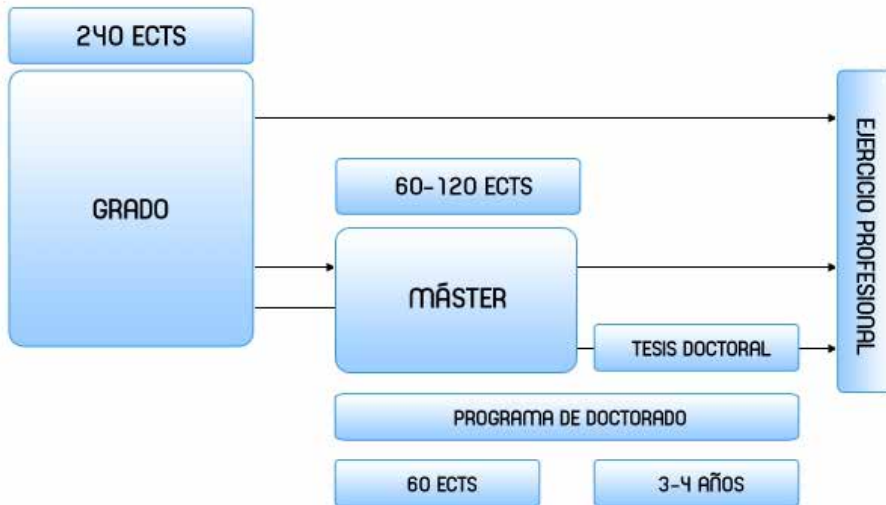 240 ECTS
GRADO
60-120 ECTS
MÁSTER
TESIS DOCTORAL
EJERCICIO PROFESIONAL
PROGRAMA DE DOCTORADO
60 ECTS
3-4 AÑOS